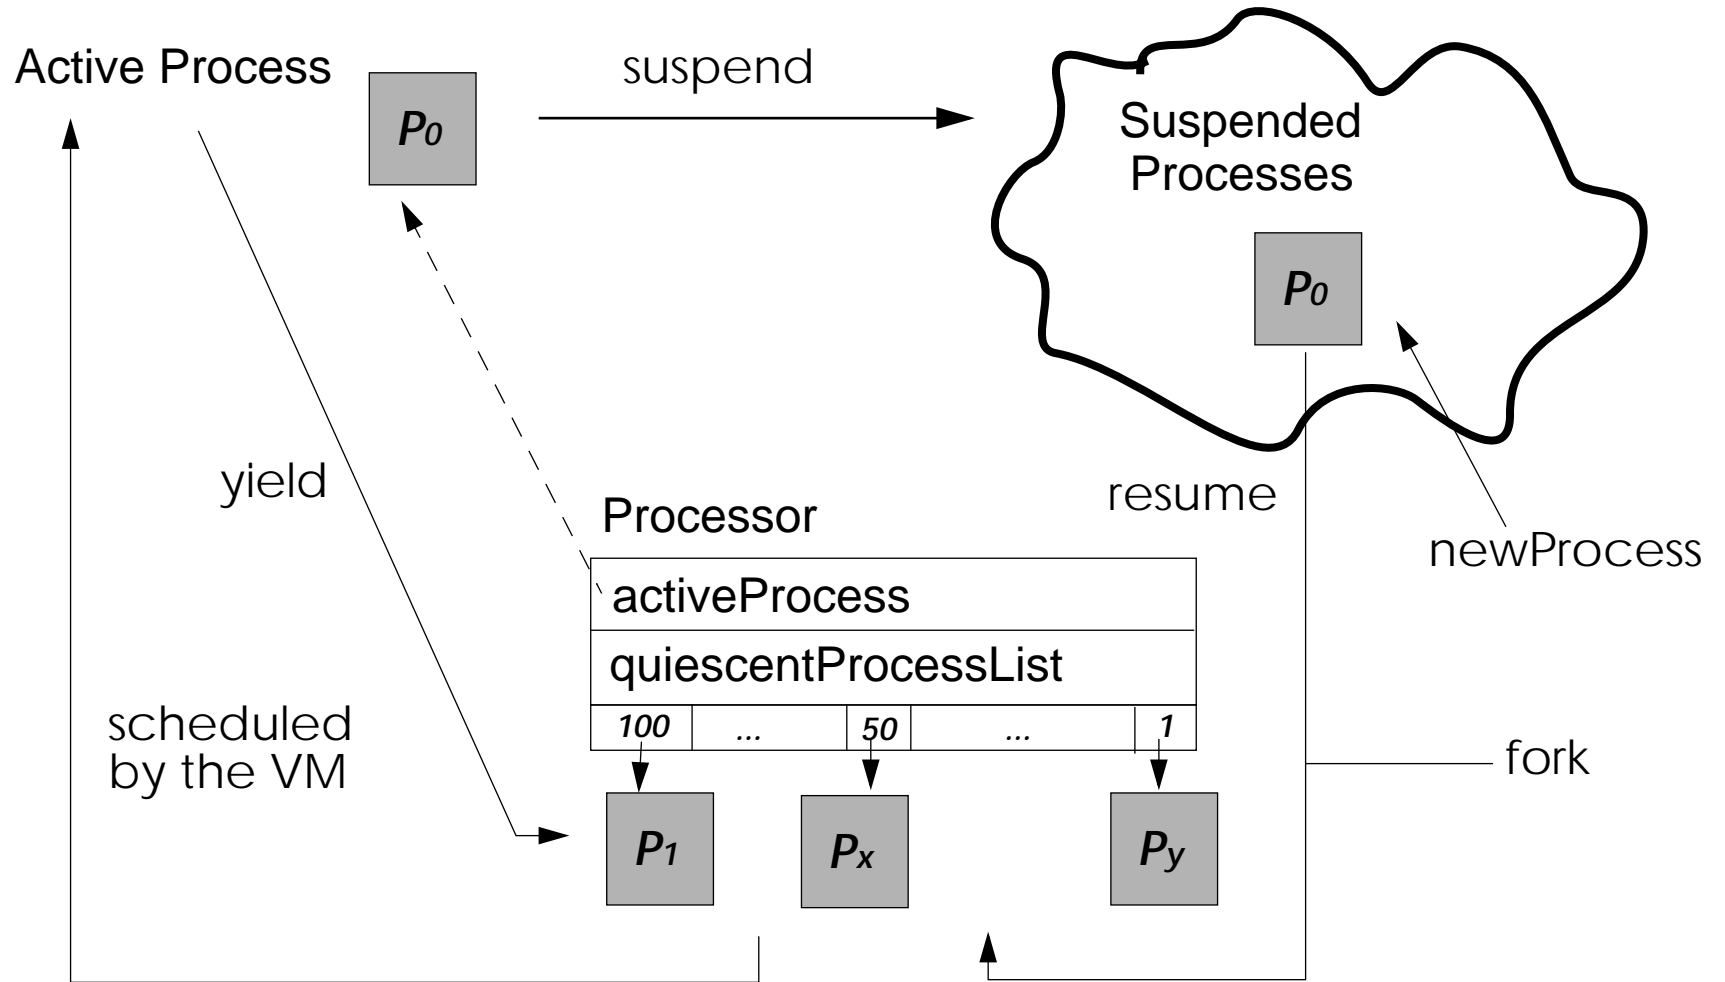 Active Process
P0
suspend
Suspended
Processes
P0
yield
resume
Processor
newProcess
activeProcess
quiescentProcessList
100 ... 50 ... 1
scheduled
by the VM
fork
P1
Px
Py